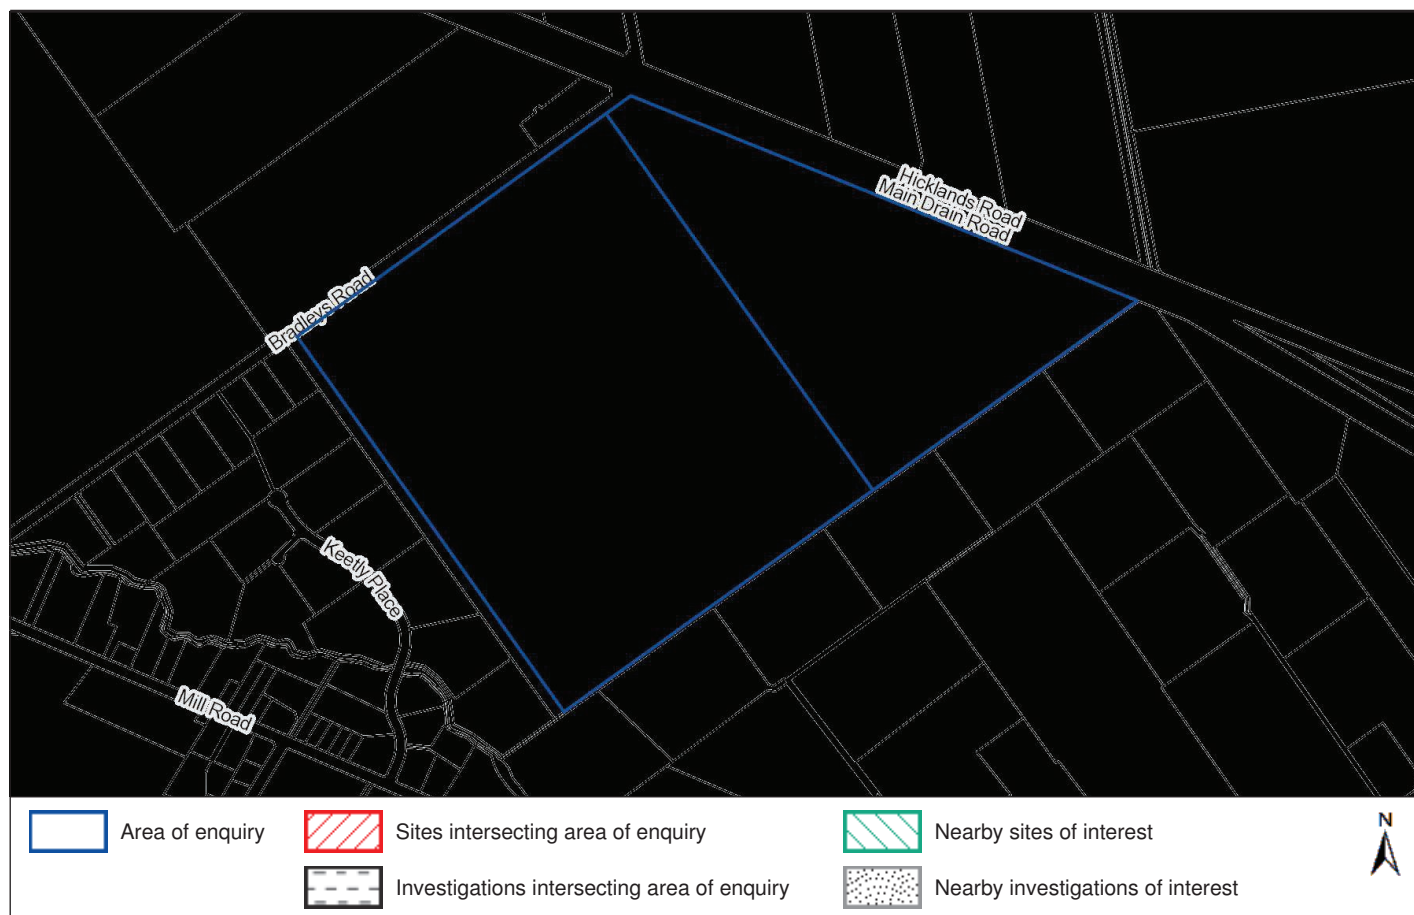 Hicklands Road
Main Drain Road
Bradleys Road
Keetly Place
Mill Road
Area of enquiry
Sites intersecting area of enquiry
Nearby sites of interest
N
Investigations intersecting area of enquiry
Nearby investigations of interest